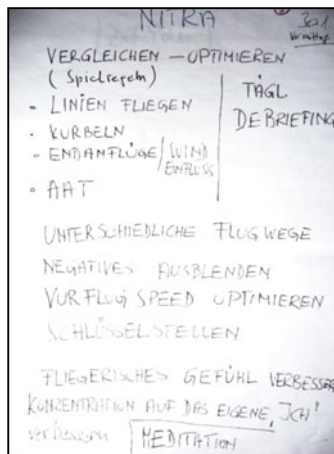 NITRA
VERGLEICHEN – OPTIMIEREN
(Spielregeln)
TÄGL.
DEBRIEFING
• LINIEN FLIEGEN
• KURBELN
• ENDANFLÜGE / WIND
EINFLUSS
• AAT
UNTERSCHIEDLICHE FLUGWEGE
NEGATIVES AUSBLENDEN
VORFLUG SPEED OPTIMIEREN
SCHLÜSSELSTELLEN
FLIEGERISCHES GEFÜHL VERBESSERN
KONZENTRATION AUF DAS EIGENE „ICH"
verbessern MEDITATION